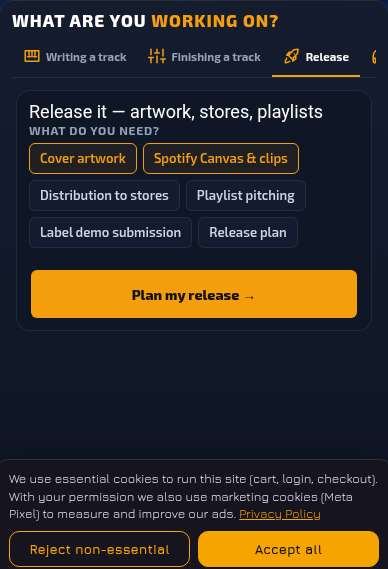 WHAT ARE YOU WORKING ON?
Writing a track Finishing a track Release
Release it — artwork, stores, playlists
WHAT DO YOU NEED?
Cover artwork Spotify Canvas & clips
Distribution to stores Playlist pitching
Label demo submission Release plan
Plan my release →
We use essential cookies to run this site (cart, login, checkout).
With your permission we also use marketing cookies (Meta
Pixel) to measure and improve our ads. Privacy Policy
Reject non-essential Accept all